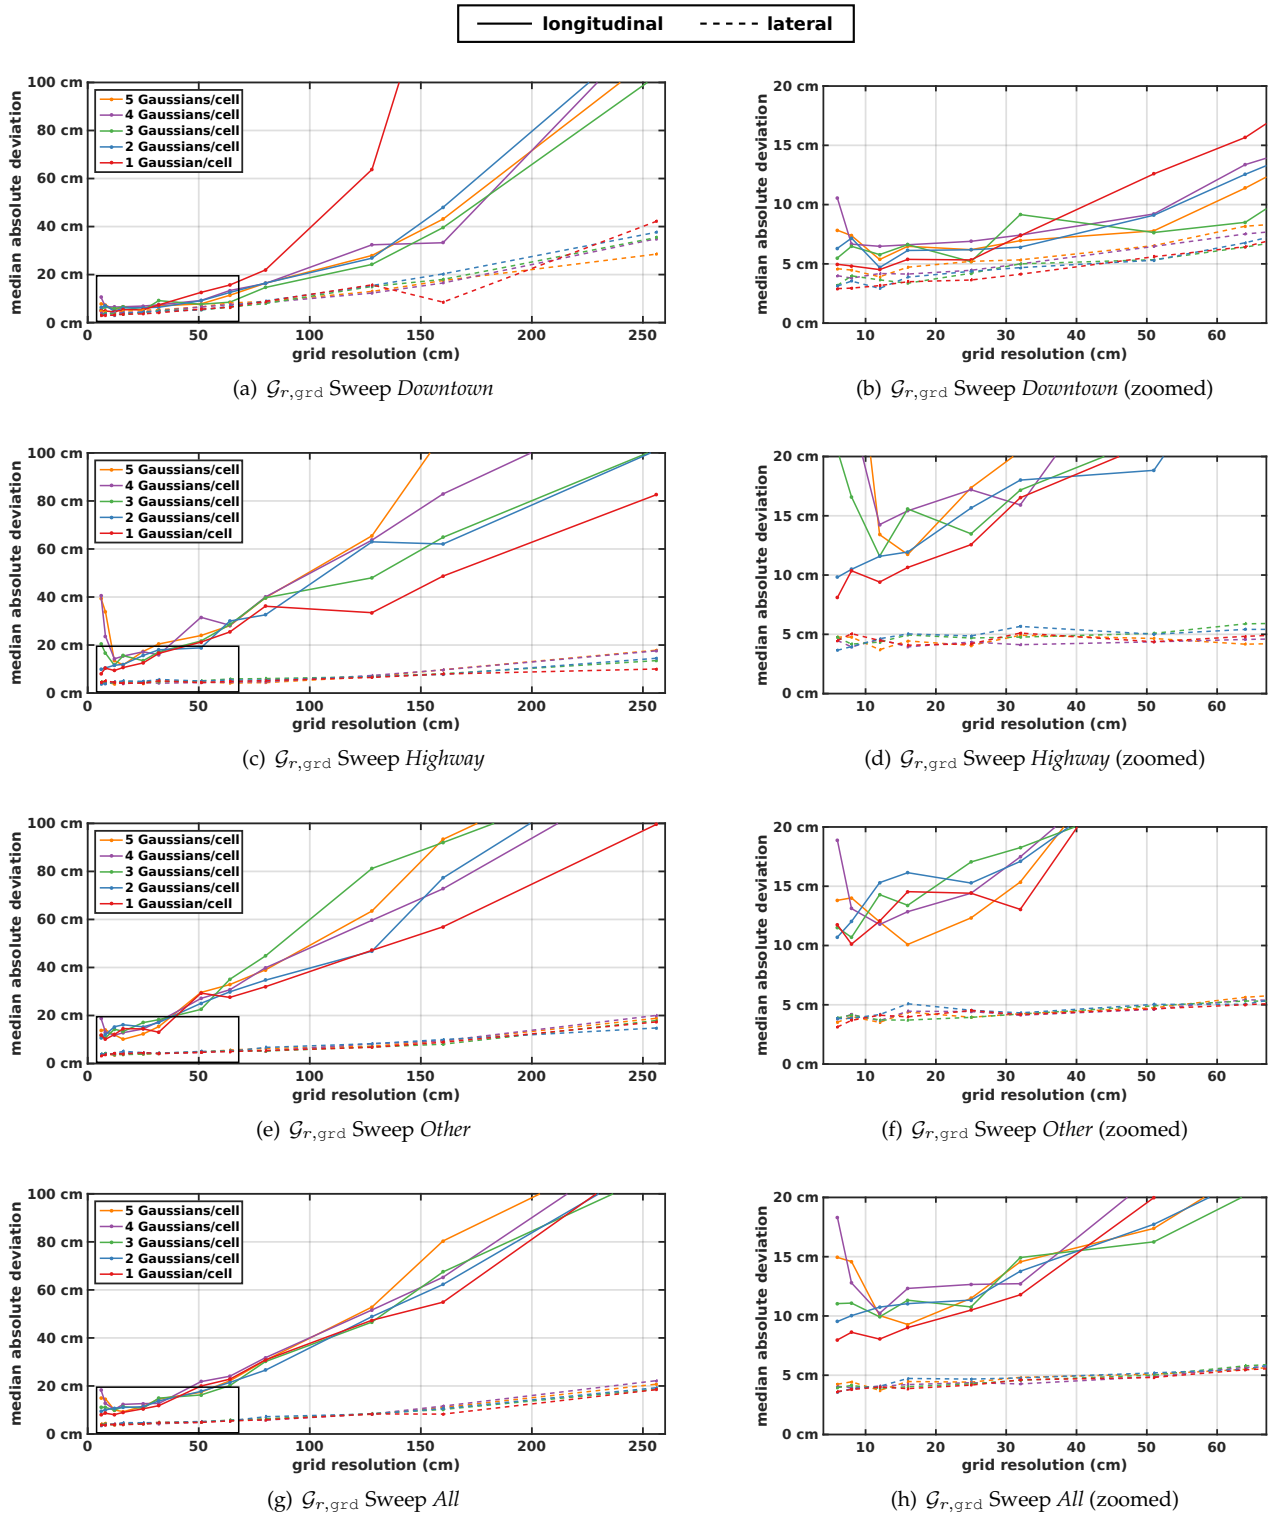 longitudinal lateral
100 cm
80 cm
60 cm
40 cm
20 cm
0 cm
median absolute deviation
5 Gaussians/cell
4 Gaussians/cell
3 Gaussians/cell
2 Gaussians/cell
1 Gaussian/cell
0 50 100 150 200 250
grid resolution (cm)
(a) 𝒢r,grd Sweep Downtown
20 cm
15 cm
10 cm
5 cm
0 cm
median absolute deviation
10 20 30 40 50 60
grid resolution (cm)
(b) 𝒢r,grd Sweep Downtown (zoomed)
100 cm
80 cm
60 cm
40 cm
20 cm
0 cm
median absolute deviation
5 Gaussians/cell
4 Gaussians/cell
3 Gaussians/cell
2 Gaussians/cell
1 Gaussian/cell
0 50 100 150 200 250
grid resolution (cm)
(c) 𝒢r,grd Sweep Highway
20 cm
15 cm
10 cm
5 cm
0 cm
median absolute deviation
10 20 30 40 50 60
grid resolution (cm)
(d) 𝒢r,grd Sweep Highway (zoomed)
100 cm
80 cm
60 cm
40 cm
20 cm
0 cm
median absolute deviation
5 Gaussians/cell
4 Gaussians/cell
3 Gaussians/cell
2 Gaussians/cell
1 Gaussian/cell
0 50 100 150 200 250
grid resolution (cm)
(e) 𝒢r,grd Sweep Other
20 cm
15 cm
10 cm
5 cm
0 cm
median absolute deviation
10 20 30 40 50 60
grid resolution (cm)
(f) 𝒢r,grd Sweep Other (zoomed)
100 cm
80 cm
60 cm
40 cm
20 cm
0 cm
median absolute deviation
5 Gaussians/cell
4 Gaussians/cell
3 Gaussians/cell
2 Gaussians/cell
1 Gaussian/cell
0 50 100 150 200 250
grid resolution (cm)
(g) 𝒢r,grd Sweep All
20 cm
15 cm
10 cm
5 cm
0 cm
median absolute deviation
10 20 30 40 50 60
grid resolution (cm)
(h) 𝒢r,grd Sweep All (zoomed)